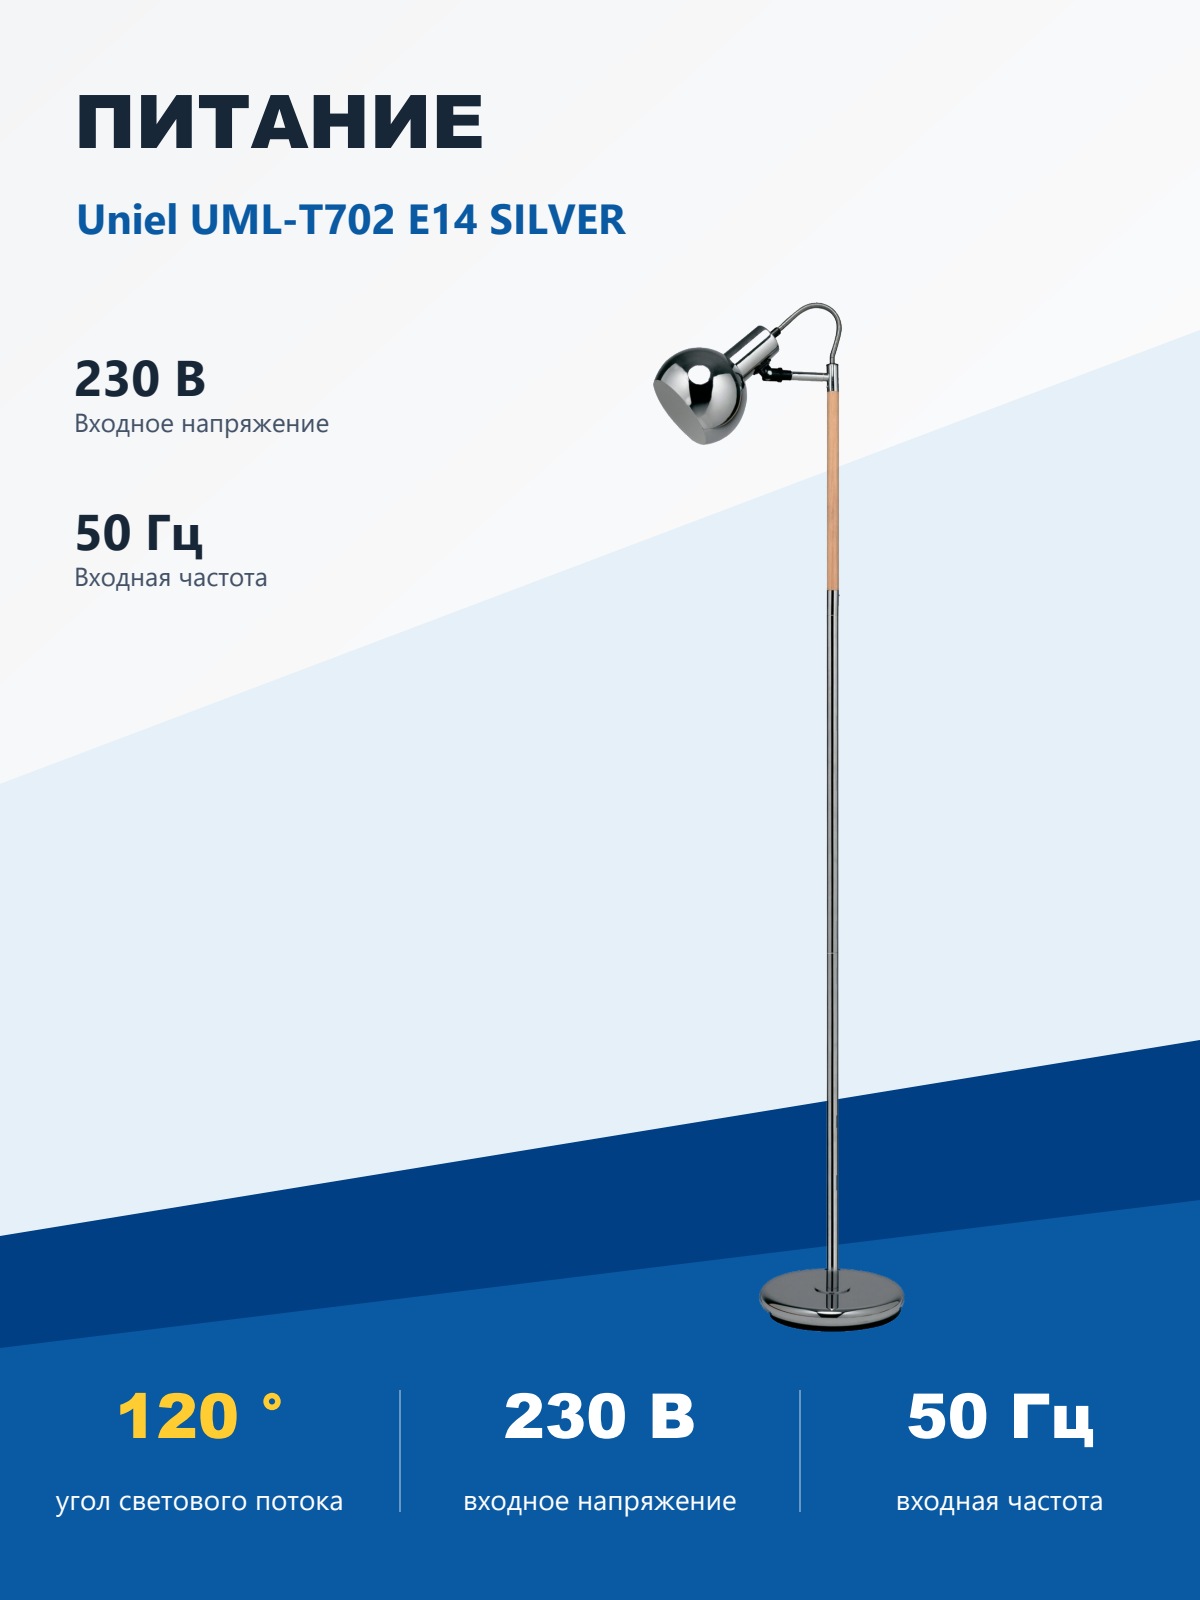 ПИТАНИЕ
Uniel UML-T702 E14 SILVER
230 В
Входное напряжение
50 Гц
Входная частота
120 °
угол светового потока
230 В
входное напряжение
50 Гц
входная частота